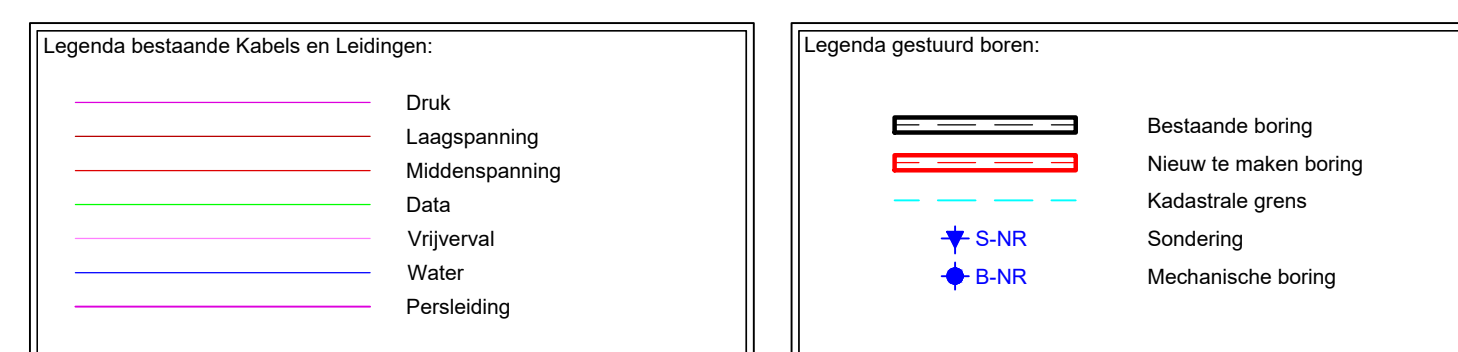 Legenda bestaande Kabels en Leidingen:
Druk
Laagspanning
Middenspanning
Data
Vrijverval
Water
Persleiding
Legenda gestuurd boren:
Bestaande boring
Nieuw te maken boring
Kadastrale grens
S-NR Sondering
B-NR Mechanische boring